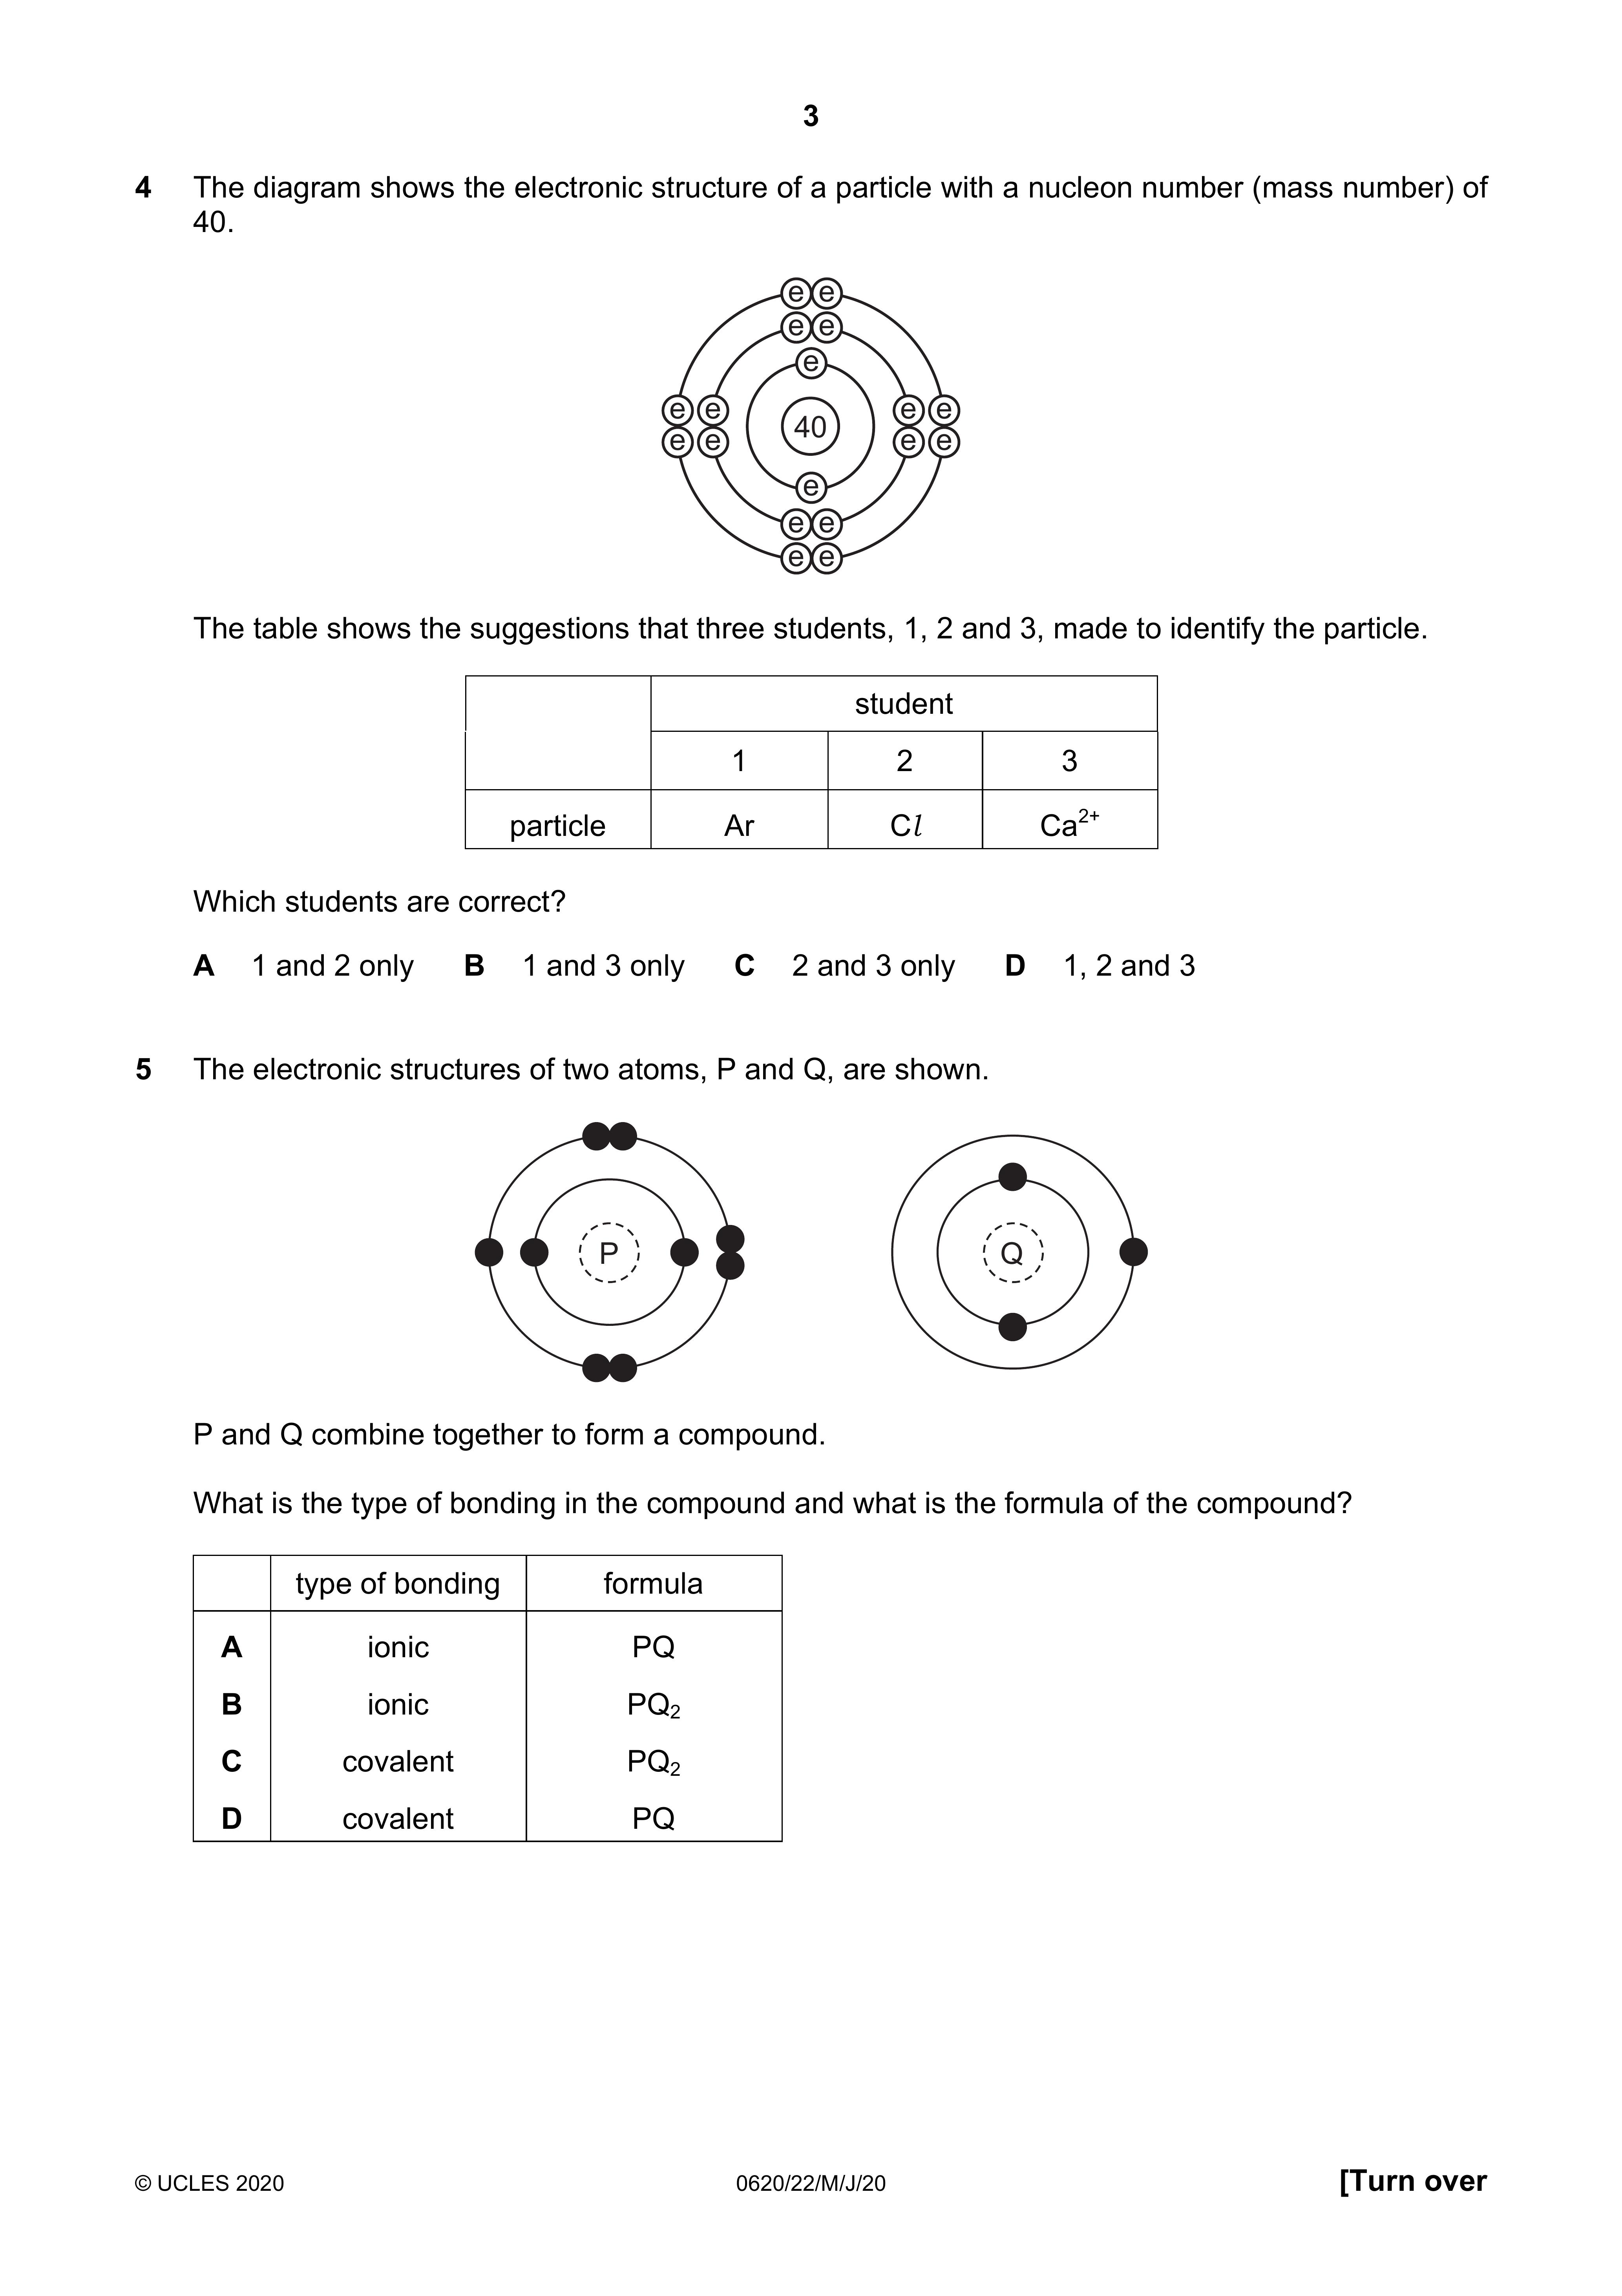 3
4 The diagram shows the electronic structure of a particle with a nucleon number (mass number) of
40.
e e
e e
e
e e e e
40
e e e e
e
e e
e e
The table shows the suggestions that three students, 1, 2 and 3, made to identify the particle.
student
1 2 3
particle Ar Cl Ca²⁺
Which students are correct?
A 1 and 2 only B 1 and 3 only C 2 and 3 only D 1, 2 and 3
5 The electronic structures of two atoms, P and Q, are shown.
P Q
P and Q combine together to form a compound.
What is the type of bonding in the compound and what is the formula of the compound?
type of bonding formula
A ionic PQ
B ionic PQ₂
C covalent PQ₂
D covalent PQ
© UCLES 2020 0620/22/M/J/20 [Turn over